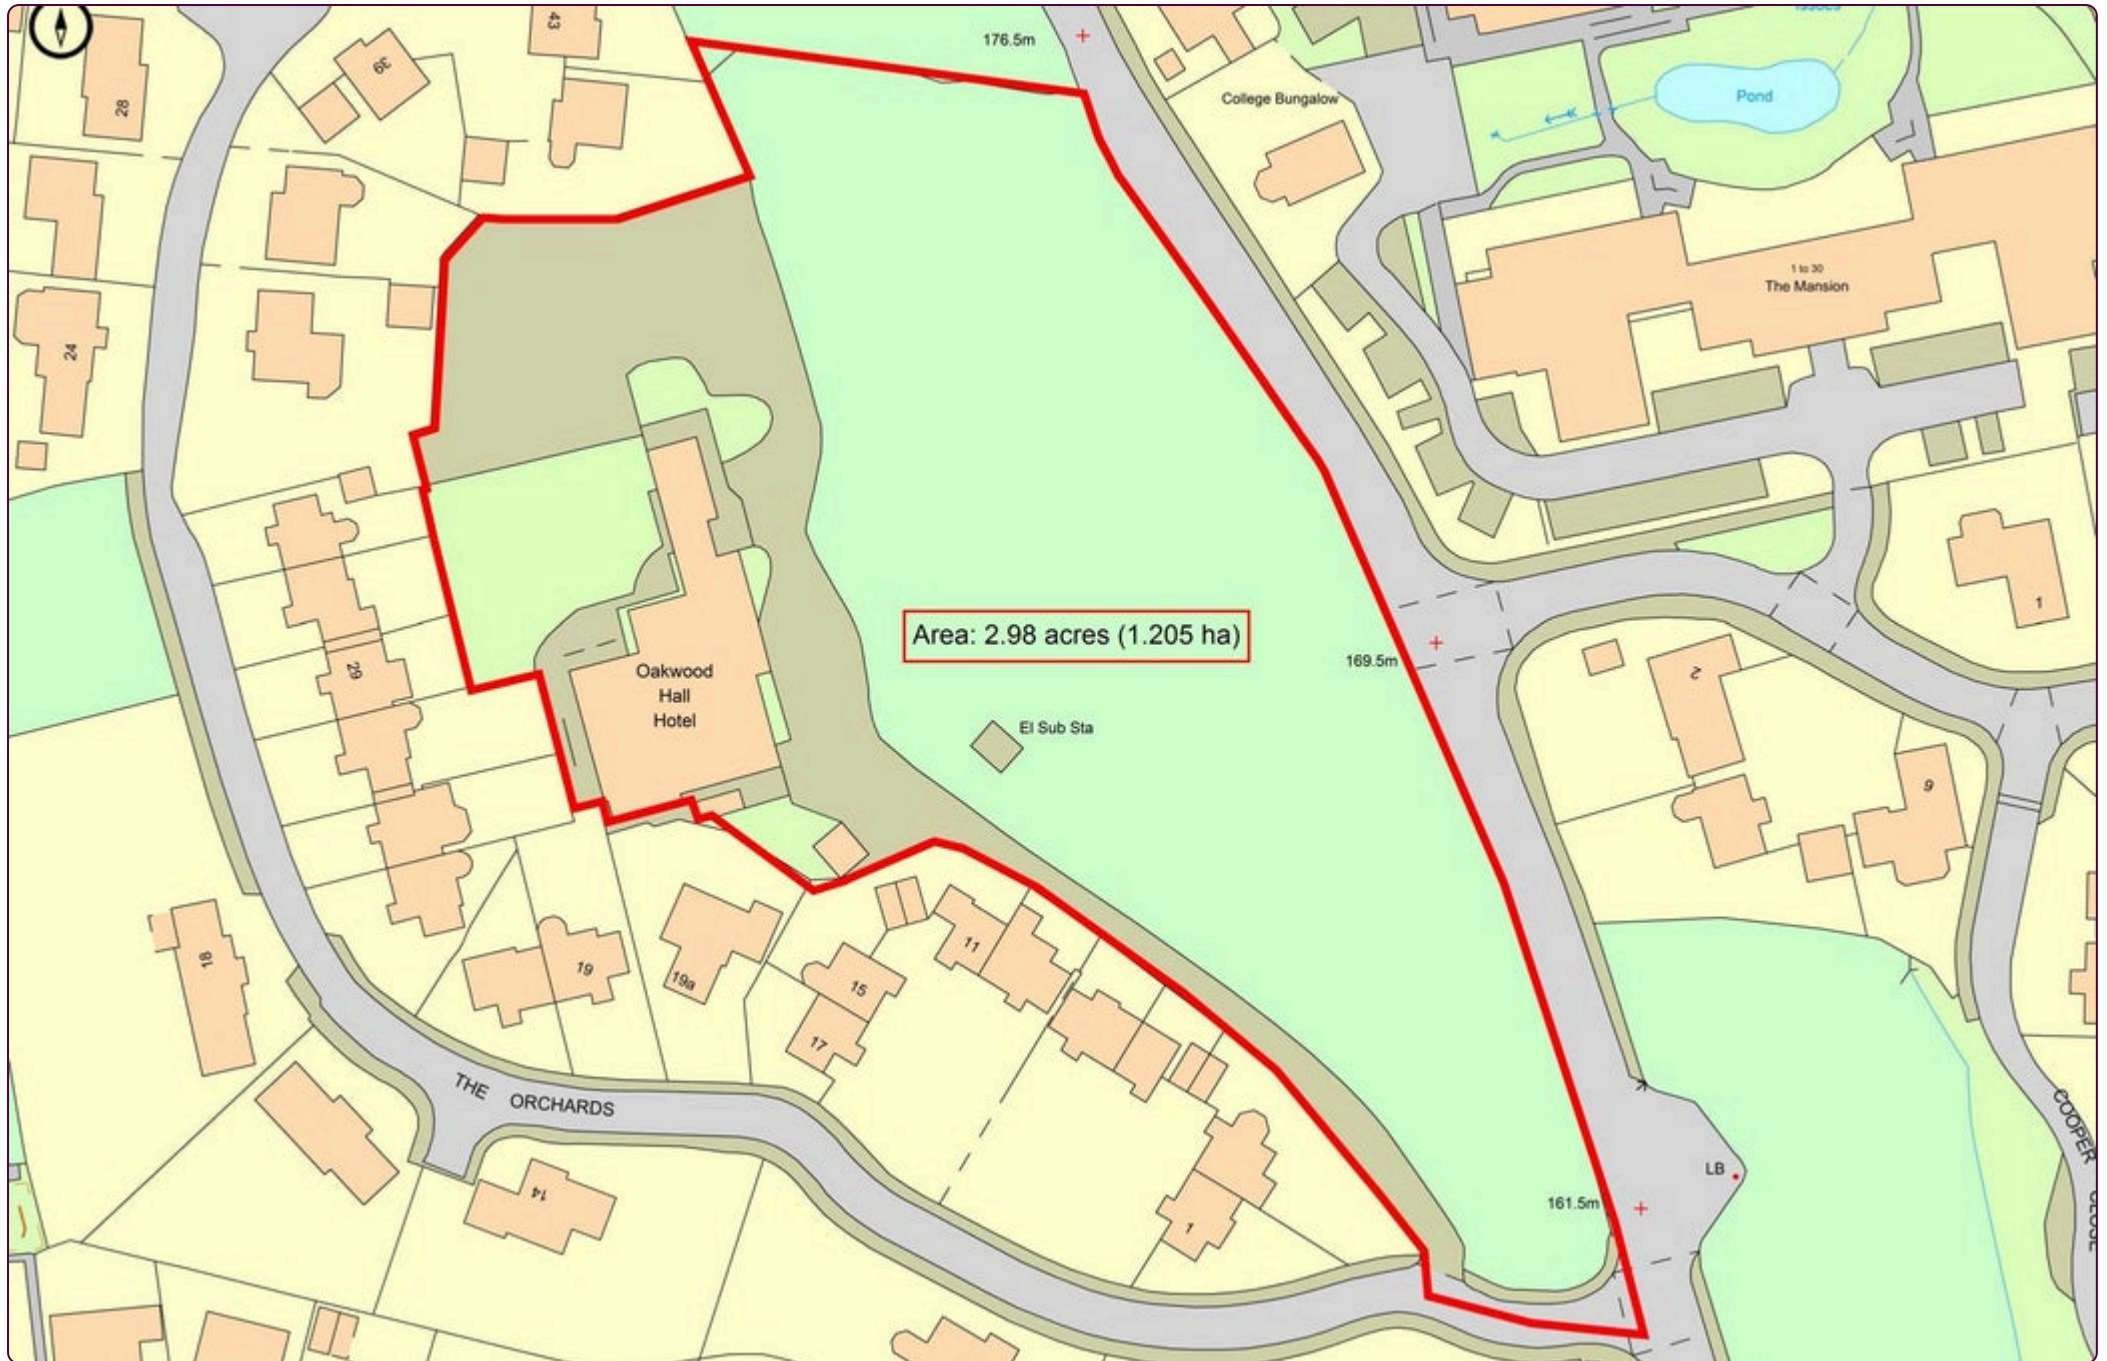 43
Issues
176.5m
39
28
College Bungalow
Pond
1 to 30
The Mansion
24
1
Area: 2.98 acres (1.205 ha)
169.5m
29
Oakwood
Hall
Hotel
2
El Sub Sta
9
11
18
19
19a
15
17
THE ORCHARDS
COOPER
CLOSE
LB
14
161.5m
1